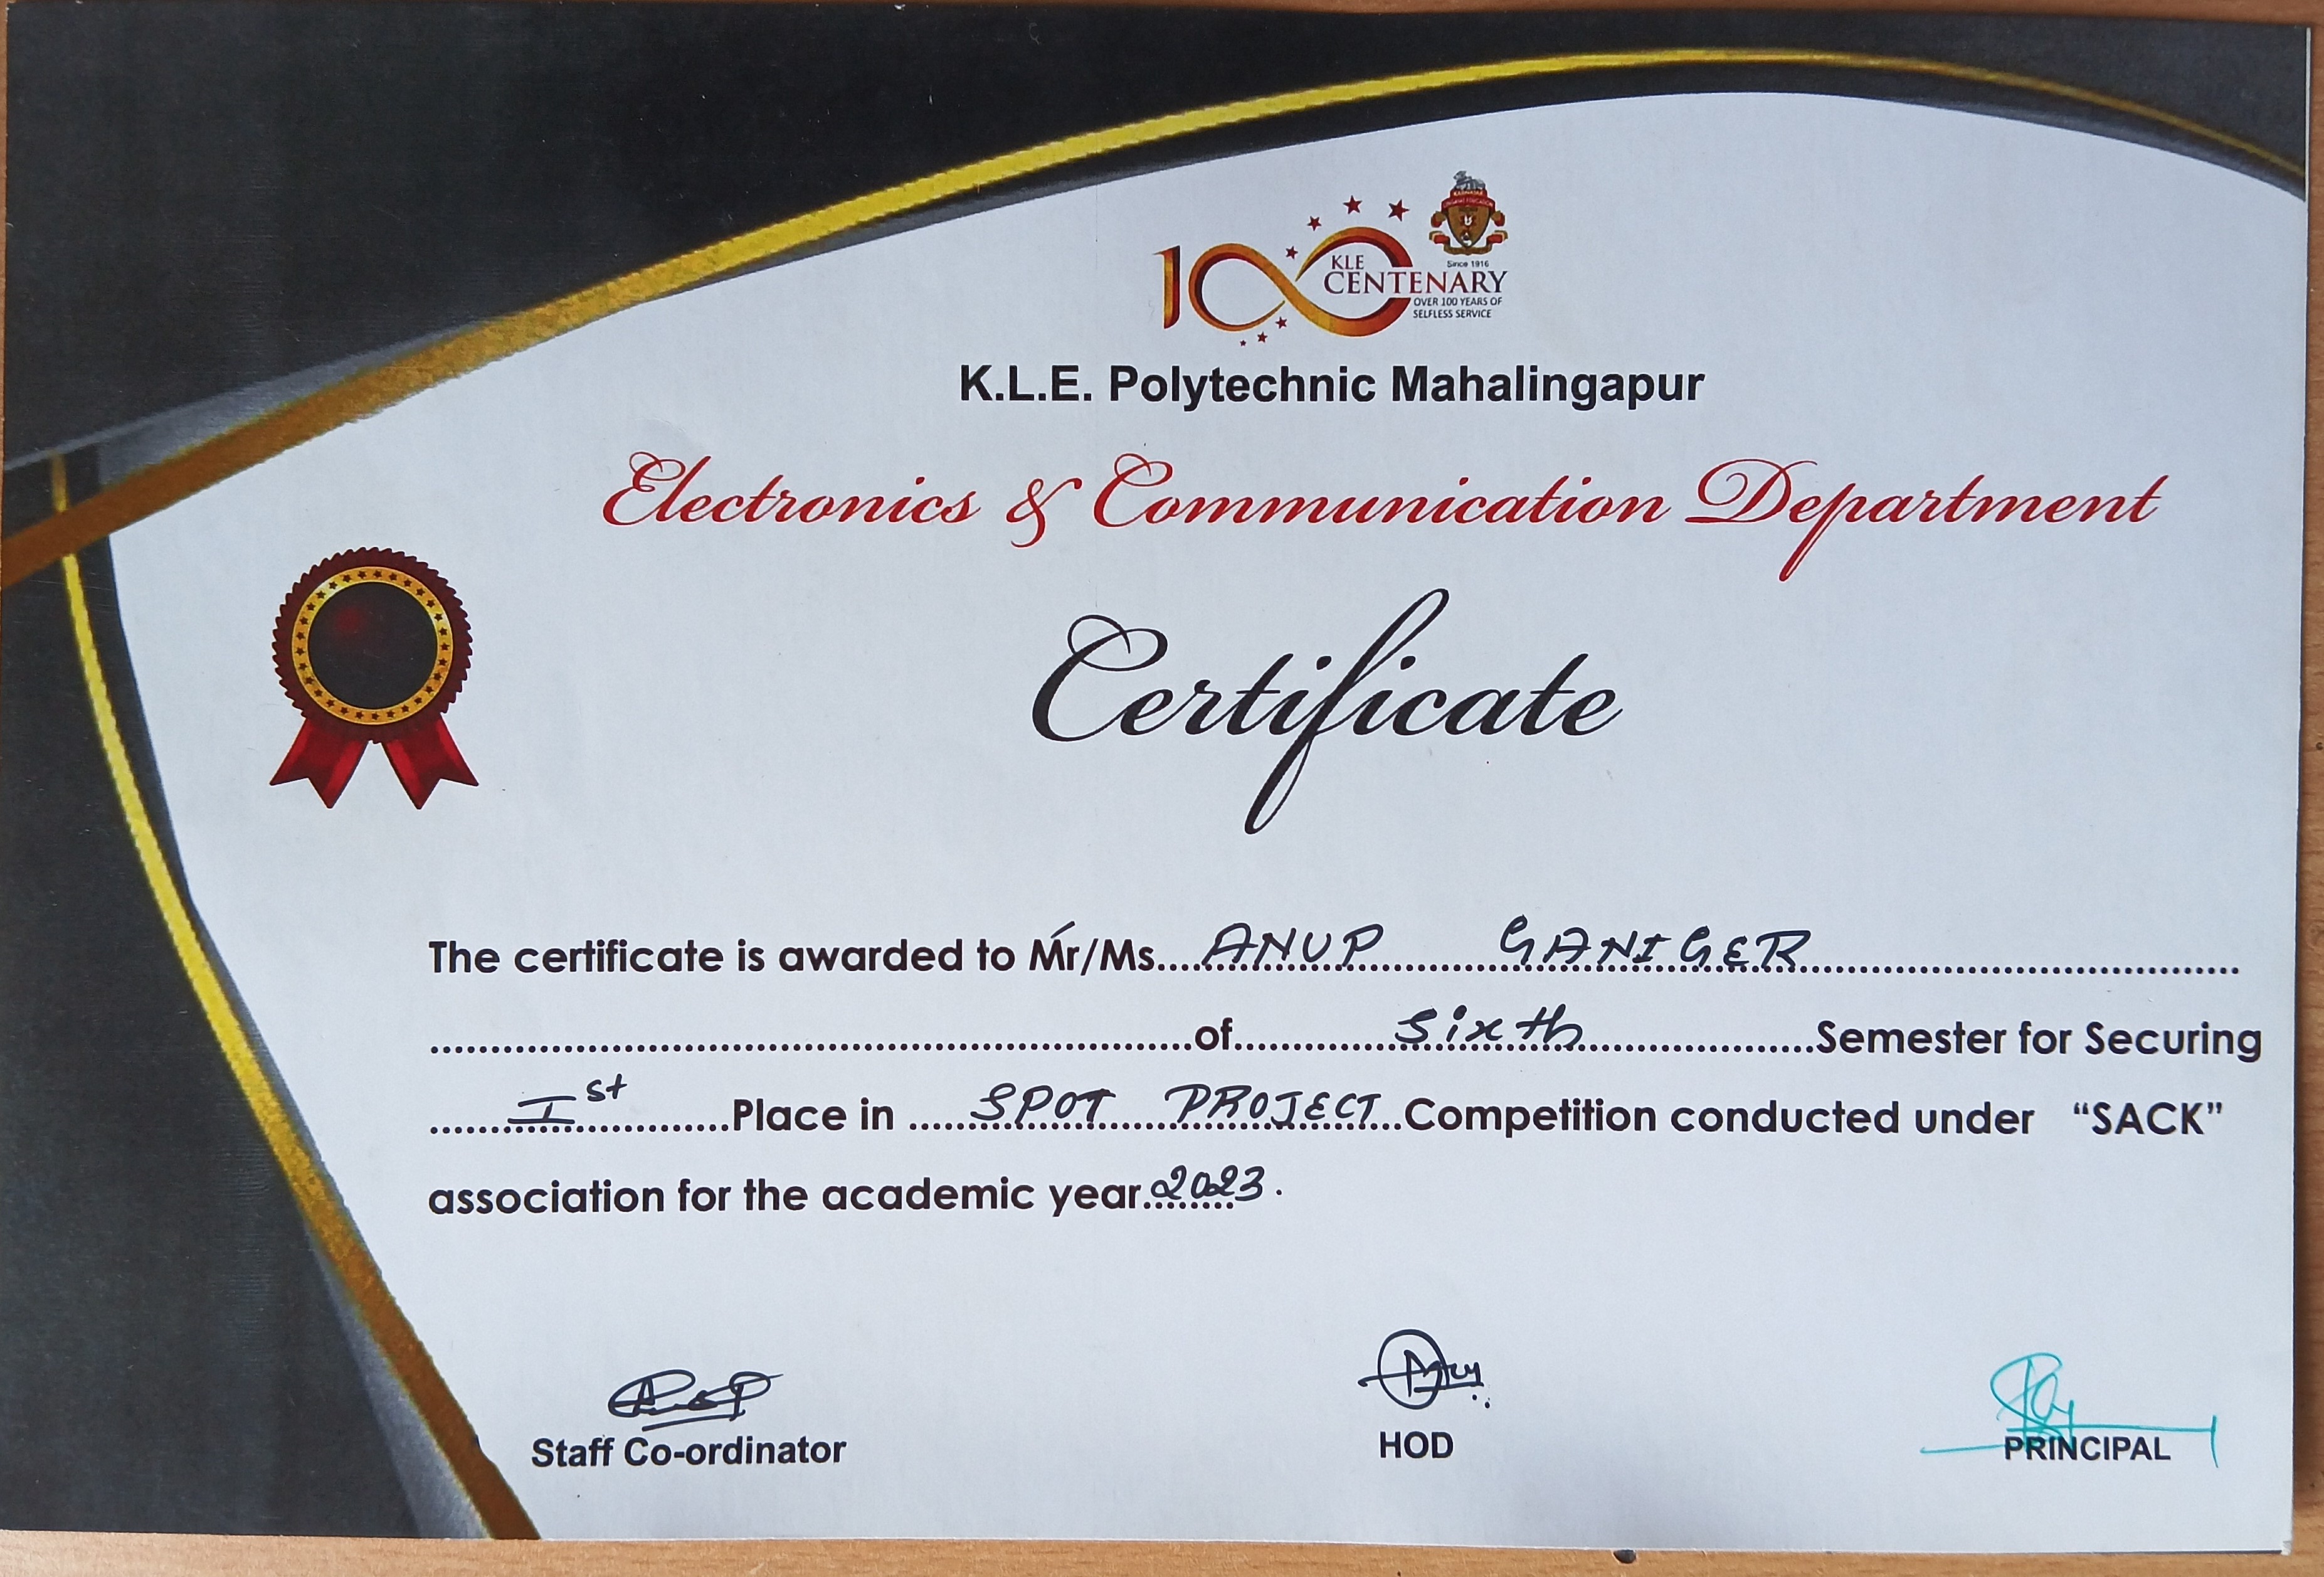 100
KLE
CENTENARY
Since 1916
OVER 100 YEARS OF
SELFLESS SERVICE
K.L.E. Polytechnic Mahalingapur
Electronics & Communication Department
Certificate
The certificate is awarded to Mr/Ms....ANUP GANIGER..............................
..............................of..........Sixth..........Semester for Securing
......Ist..........Place in ......SPOT PROJECT..Competition conducted under “SACK”
association for the academic year.2023.
Staff Co-ordinator
HOD
PRINCIPAL